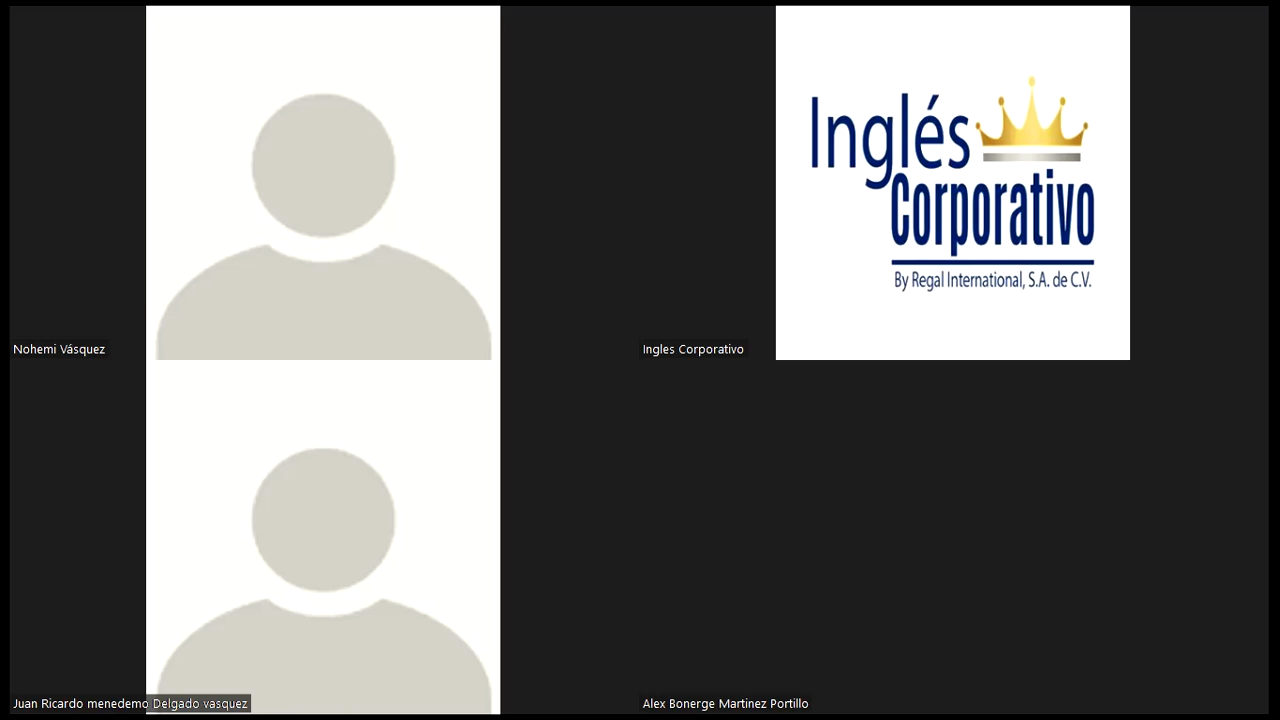 Inglés
Corporativo
By Regal International, S.A. de C.V.
Nohemi Vásquez
Ingles Corporativo
Juan Ricardo menedemo Delgado vasquez
Alex Bonerge Martinez Portillo